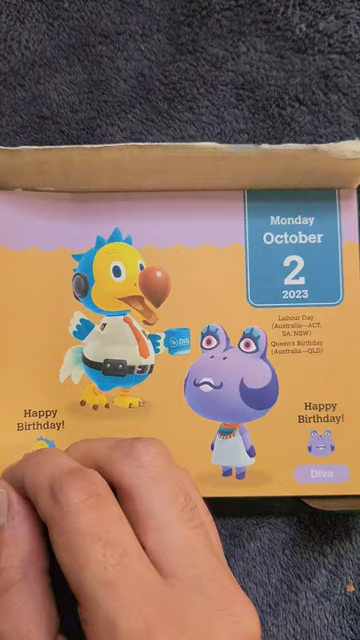 Monday
October
2
2023
Labour Day
(Australia—ACT,
SA, NSW)
Queen's Birthday
(Australia—QLD)
Happy
Birthday!
Happy
Birthday!
Diva